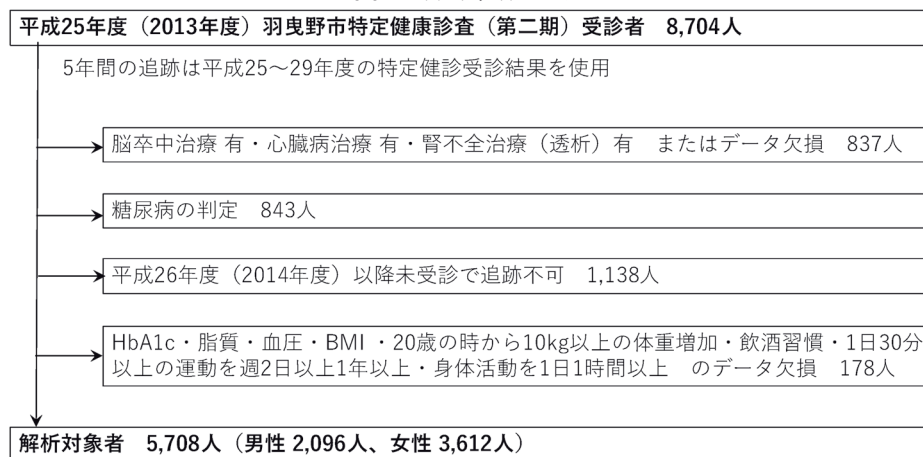 平成25年度（2013年度）羽曳野市特定健康診査（第二期）受診者　8,704人
5年間の追跡は平成25～29年度の特定健診受診結果を使用
脳卒中治療 有・心臓病治療 有・腎不全治療（透析）有　またはデータ欠損　837人
糖尿病の判定　843人
平成26年度（2014年度）以降未受診で追跡不可　1,138人
HbA1c・脂質・血圧・BMI ・20歳の時から10kg以上の体重増加・飲酒習慣・1日30分
以上の運動を週2日以上1年以上・身体活動を1日1時間以上　のデータ欠損　178人
解析対象者　5,708人（男性 2,096人、女性 3,612人）